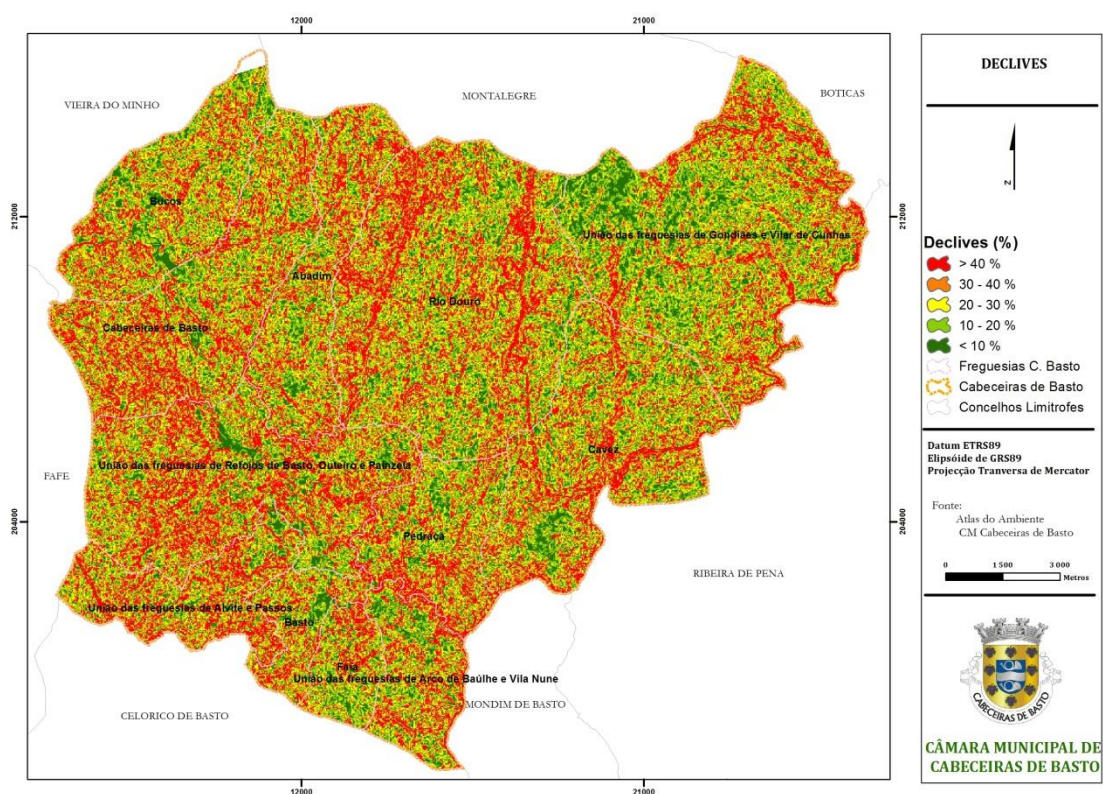 12000
21000
VIEIRA DO MINHO
MONTALEGRE
BOTICAS
Bucos
212000
212000
União das freguesias de Gondiães e Vilar de Cunhas
Abadim
Rio Douro
Cabeceiras de Basto
Cavez
União das freguesias de Refojos de Basto, Outeiro e Painzela
FAFE
204000
204000
Pedraça
RIBEIRA DE PENA
União das freguesias de Alvite e Passos
Basto
Faia
União das freguesias de Arco de Baúlhe e Vila Nune
MONDIM DE BASTO
CELORICO DE BASTO
12000
21000
DECLIVES
N
Declives (%)
> 40 %
30 - 40 %
20 - 30 %
10 - 20 %
< 10 %
Freguesias C. Basto
Cabeceiras de Basto
Concelhos Limitrofes
Datum ETRS89
Elipsóide de GRS89
Projecção Tranversa de Mercator
Fonte:
Atlas do Ambiente
CM Cabeceiras de Basto
0 1 500 3 000
Metros
CABECEIRAS DE BASTO
CÂMARA MUNICIPAL DE
CABECEIRAS DE BASTO